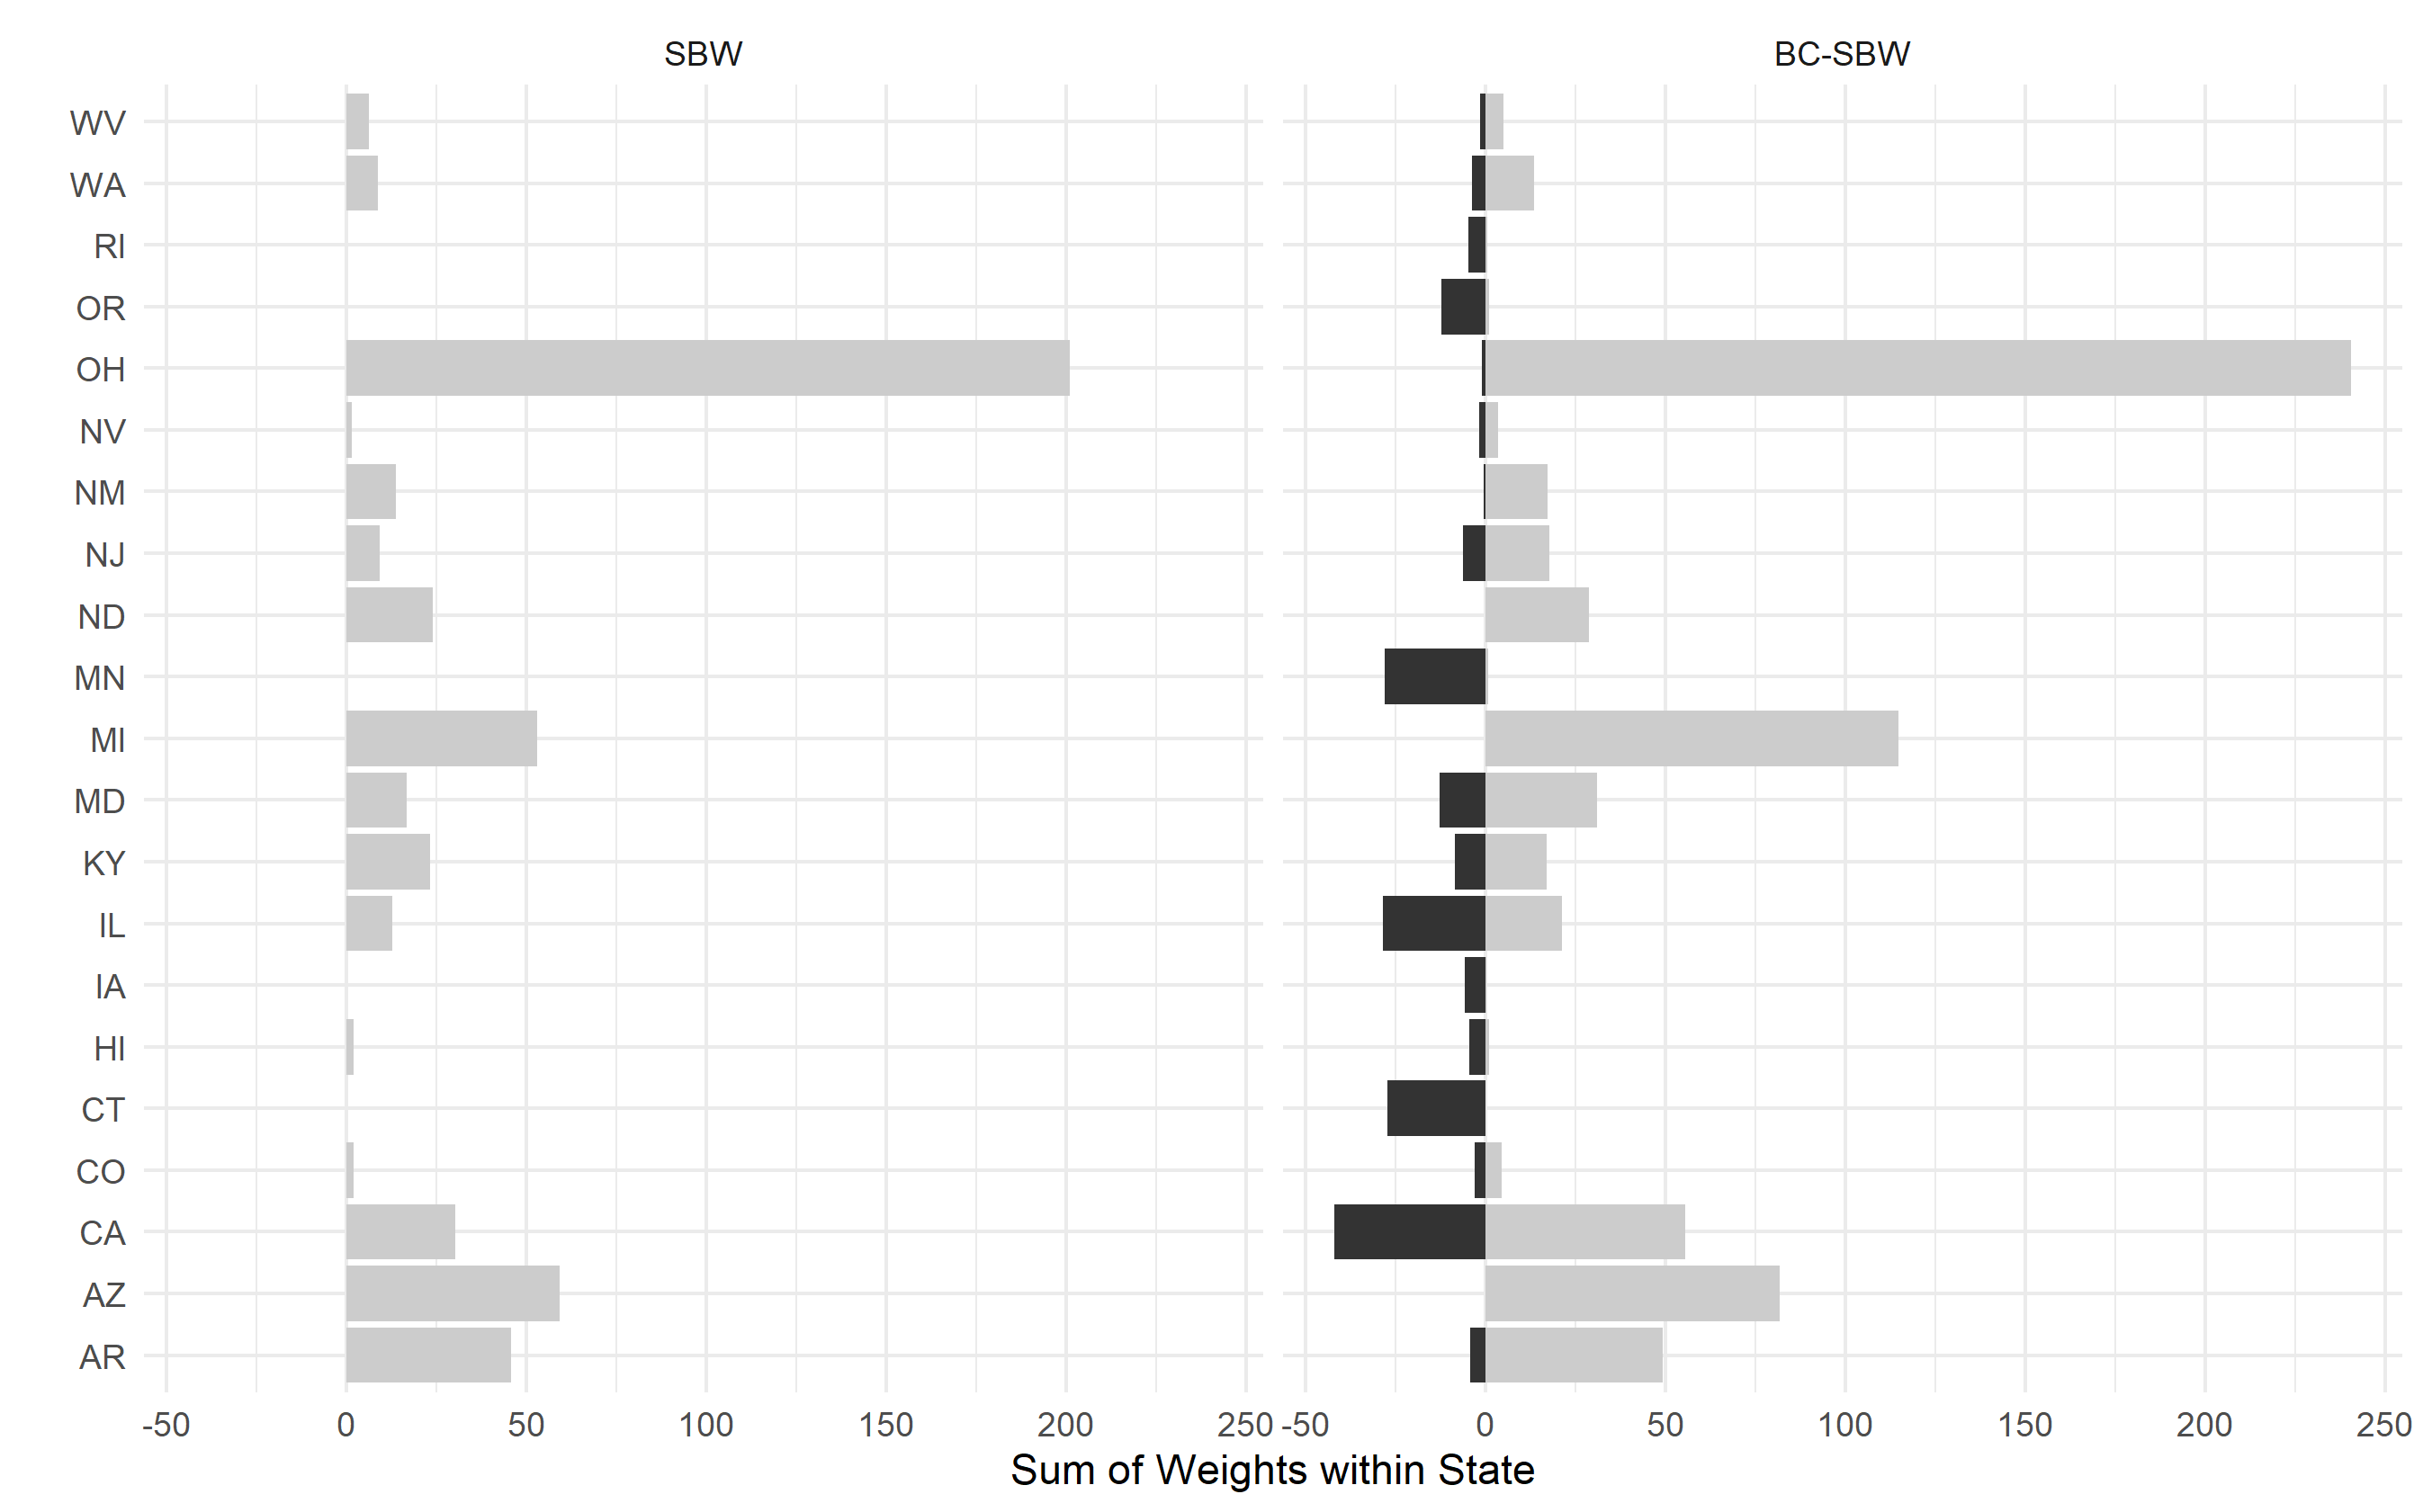 SBW BC-SBW
WV
WA
RI
OR
OH
NV
NM
NJ
ND
MN
MI
MD
KY
IL
IA
HI
CT
CO
CA
AZ
AR
-50 0 50 100 150 200 250 -50 0 50 100 150 200 250
Sum of Weights within State